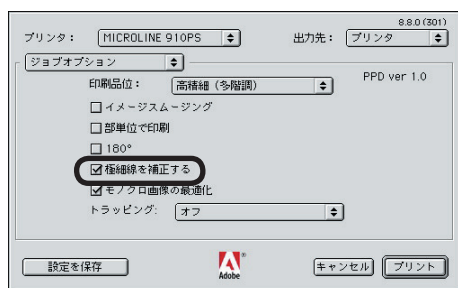 8.8.0 (301)
プリンタ： MICROLINE 910PS 出力先： プリンタ
ジョブオプション
印刷品位： 高精細（多階調） PPD ver 1.0
イメージスムージング
部単位で印刷
180°
極細線を補正する
モノクロ画像の最適化
トラッピング: オフ
設定を保存 Adobe キャンセル プリント